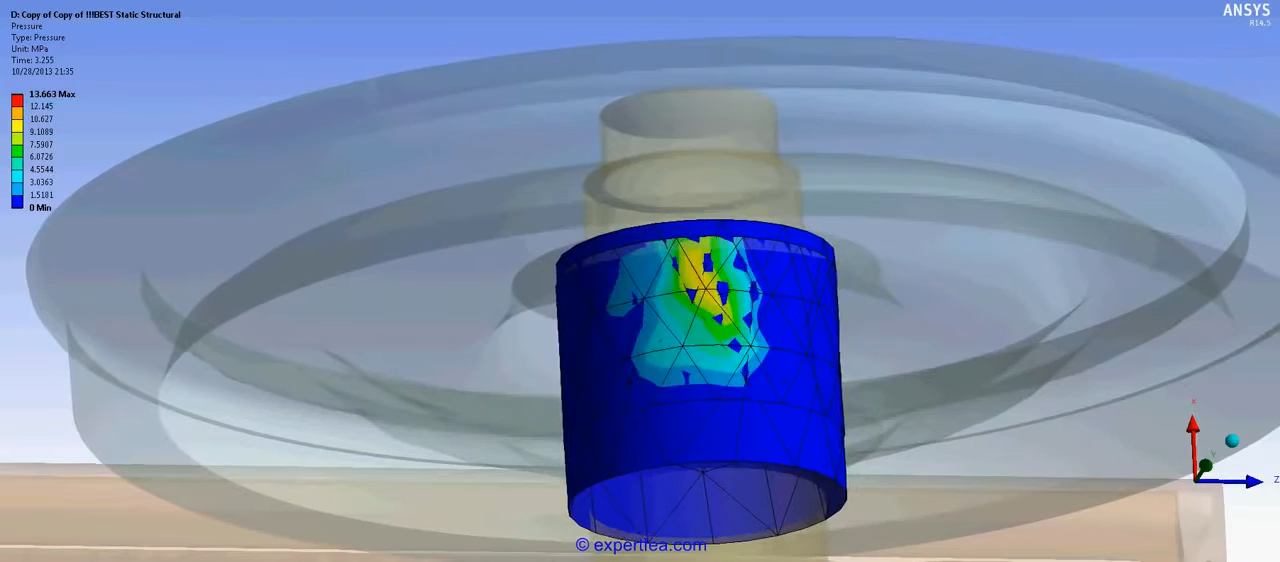 D: Copy of Copy of !!!BEST Static Structural
Pressure
Type: Pressure
Unit: MPa
Time: 3.255
10/28/2013 21:35
13.663 Max
12.145
10.627
9.1089
7.5907
6.0726
4.5544
3.0363
1.5181
0 Min
ANSYS
R14.5
X
Y
Z
© expertfea.com